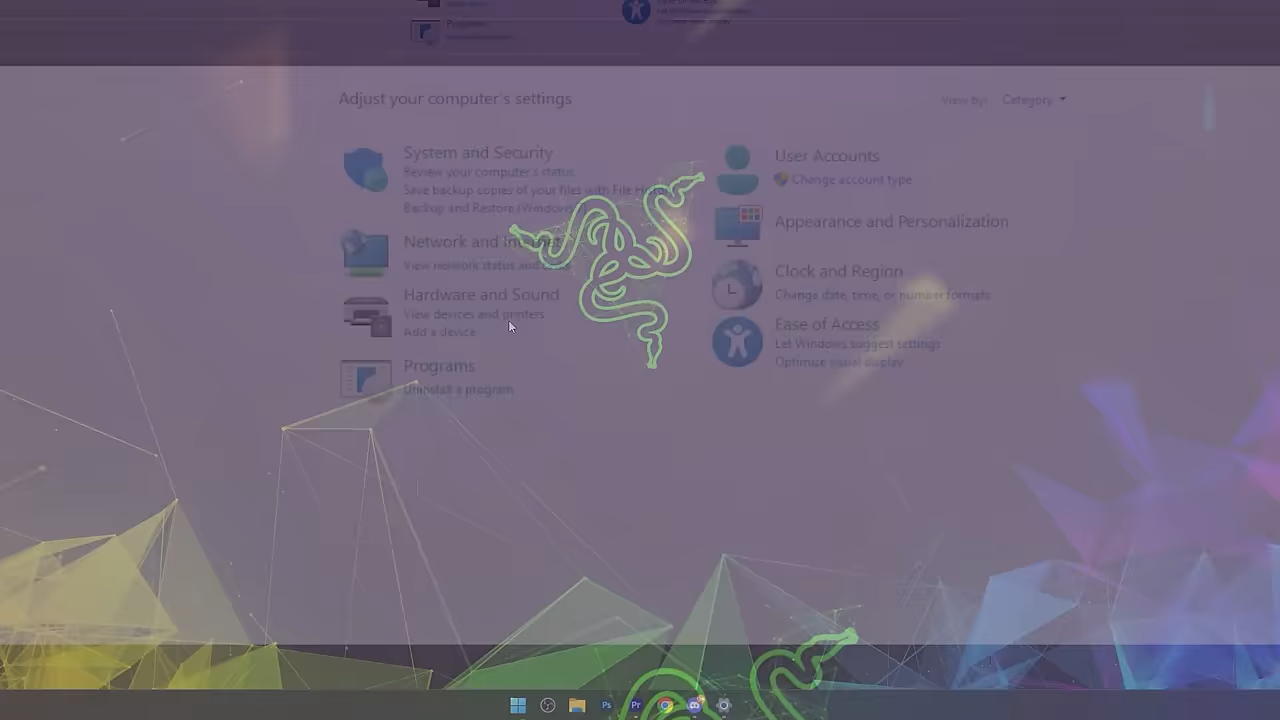 Programs
Adjust your computer's settings
View by: Category
System and Security
Review your computer's status
Save backup copies of your files with File History
Backup and Restore (Windows
Network and Internet
View network status and tasks
Hardware and Sound
View devices and printers
Add a device
Programs
Uninstall a program
User Accounts
Change account type
Appearance and Personalization
Clock and Region
Change date, time, or number formats
Ease of Access
Let Windows suggest settings
Optimize visual display
Ps
Pr